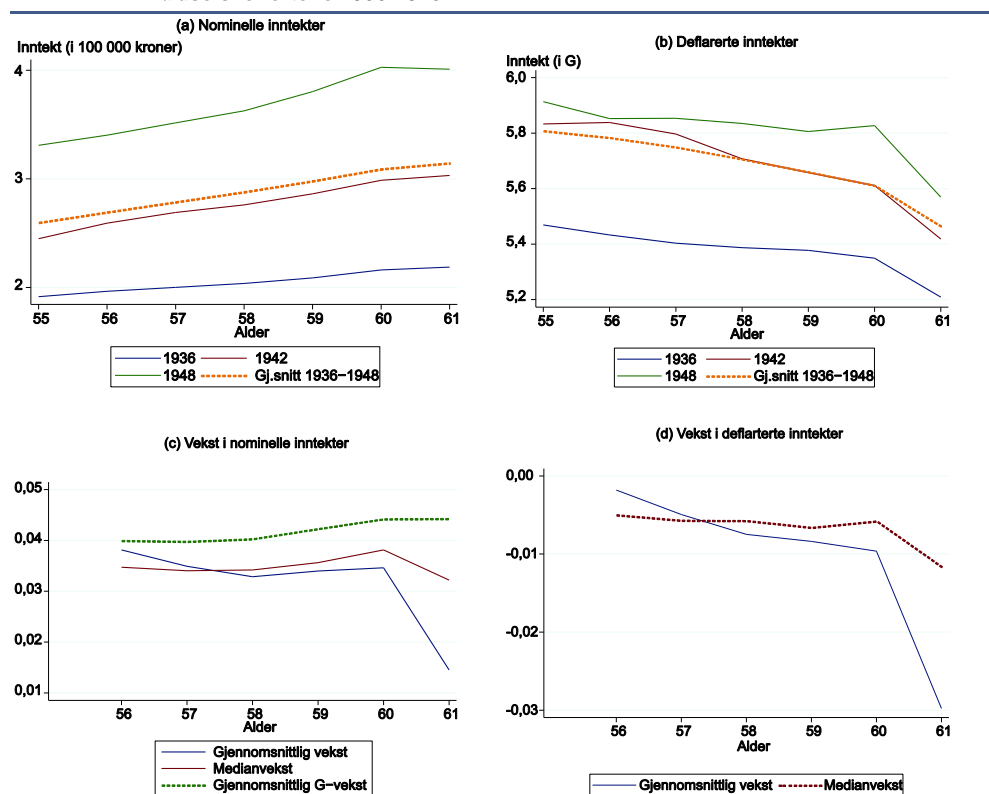 (a) Nominelle inntekter
Inntekt (i 100 000 kroner)
4
3
2
55 56 57 58 59 60 61
Alder
1936 1942
1948 Gj.snitt 1936−1948
(b) Deflarerte inntekter
Inntekt (i G)
6,0
5,8
5,6
5,4
5,2
55 56 57 58 59 60 61
Alder
1936 1942
1948 Gj.snitt 1936−1948
(c) Vekst i nominelle inntekter
0,05
0,04
0,03
0,02
0,01
56 57 58 59 60 61
Alder
Gjennomsnittlig vekst
Medianvekst
Gjennomsnittlig G−vekst
(d) Vekst i deflarterte inntekter
0,00
-0,01
-0,02
-0,03
56 57 58 59 60 61
Alder
Gjennomsnittlig vekst Medianvekst